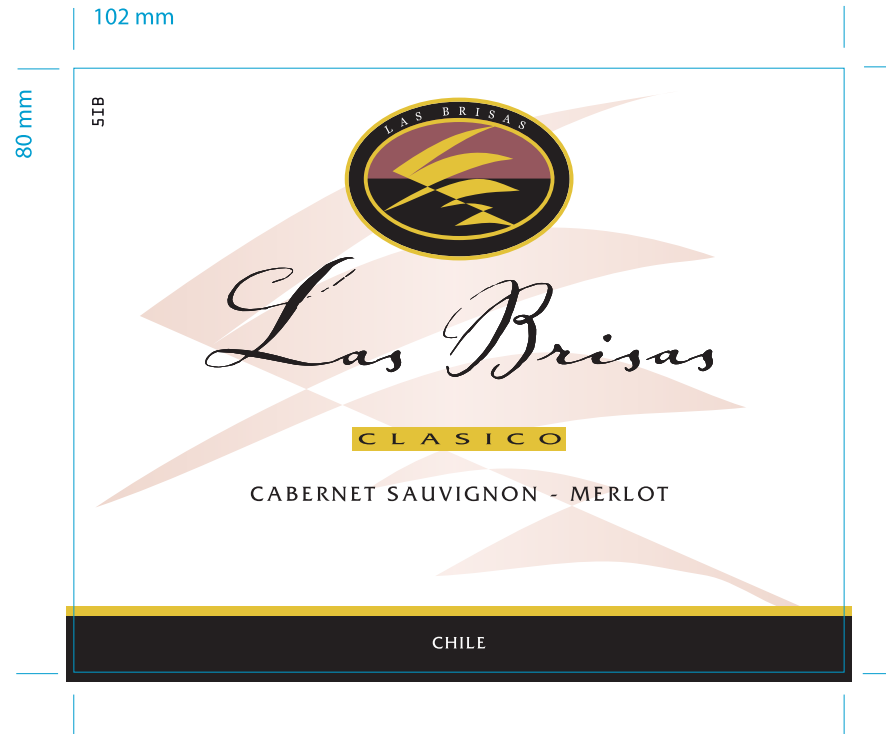 102 mm
80 mm
5IB
LAS BRISAS
Las Brisas
CLASICO
CABERNET SAUVIGNON - MERLOT
CHILE